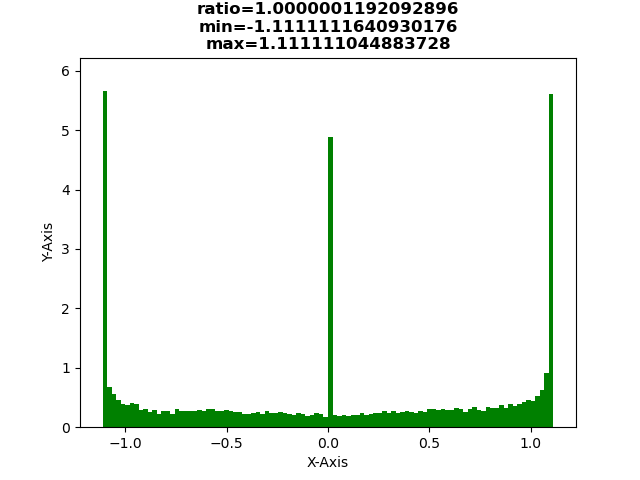 ratio=1.0000001192092896
min=-1.1111111640930176
max=1.111111044883728
6
5
4
3
2
1
0
Y-Axis
−1.0 −0.5 0.0 0.5 1.0
X-Axis